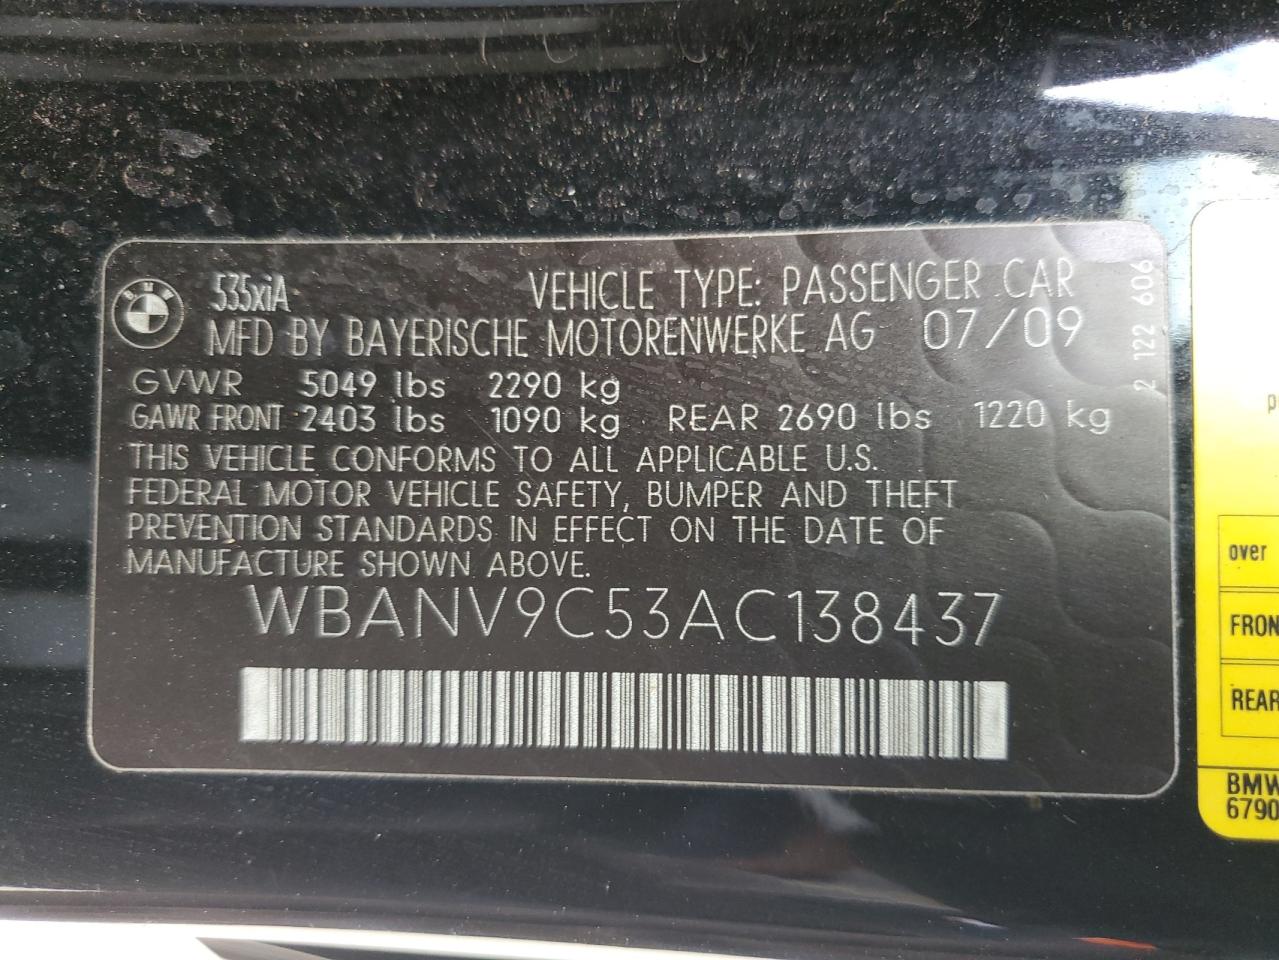 BMW
535xiA VEHICLE TYPE: PASSENGER CAR
MFD BY BAYERISCHE MOTORENWERKE AG 07/09
GVWR 5049 lbs 2290 kg
GAWR FRONT 2403 lbs 1090 kg REAR 2690 lbs 1220 kg
THIS VEHICLE CONFORMS TO ALL APPLICABLE U.S.
FEDERAL MOTOR VEHICLE SAFETY, BUMPER AND THEFT
PREVENTION STANDARDS IN EFFECT ON THE DATE OF
MANUFACTURE SHOWN ABOVE.
WBANV9C53AC138437
2 122 606
p
over
FRON
REAR
BMW
6790